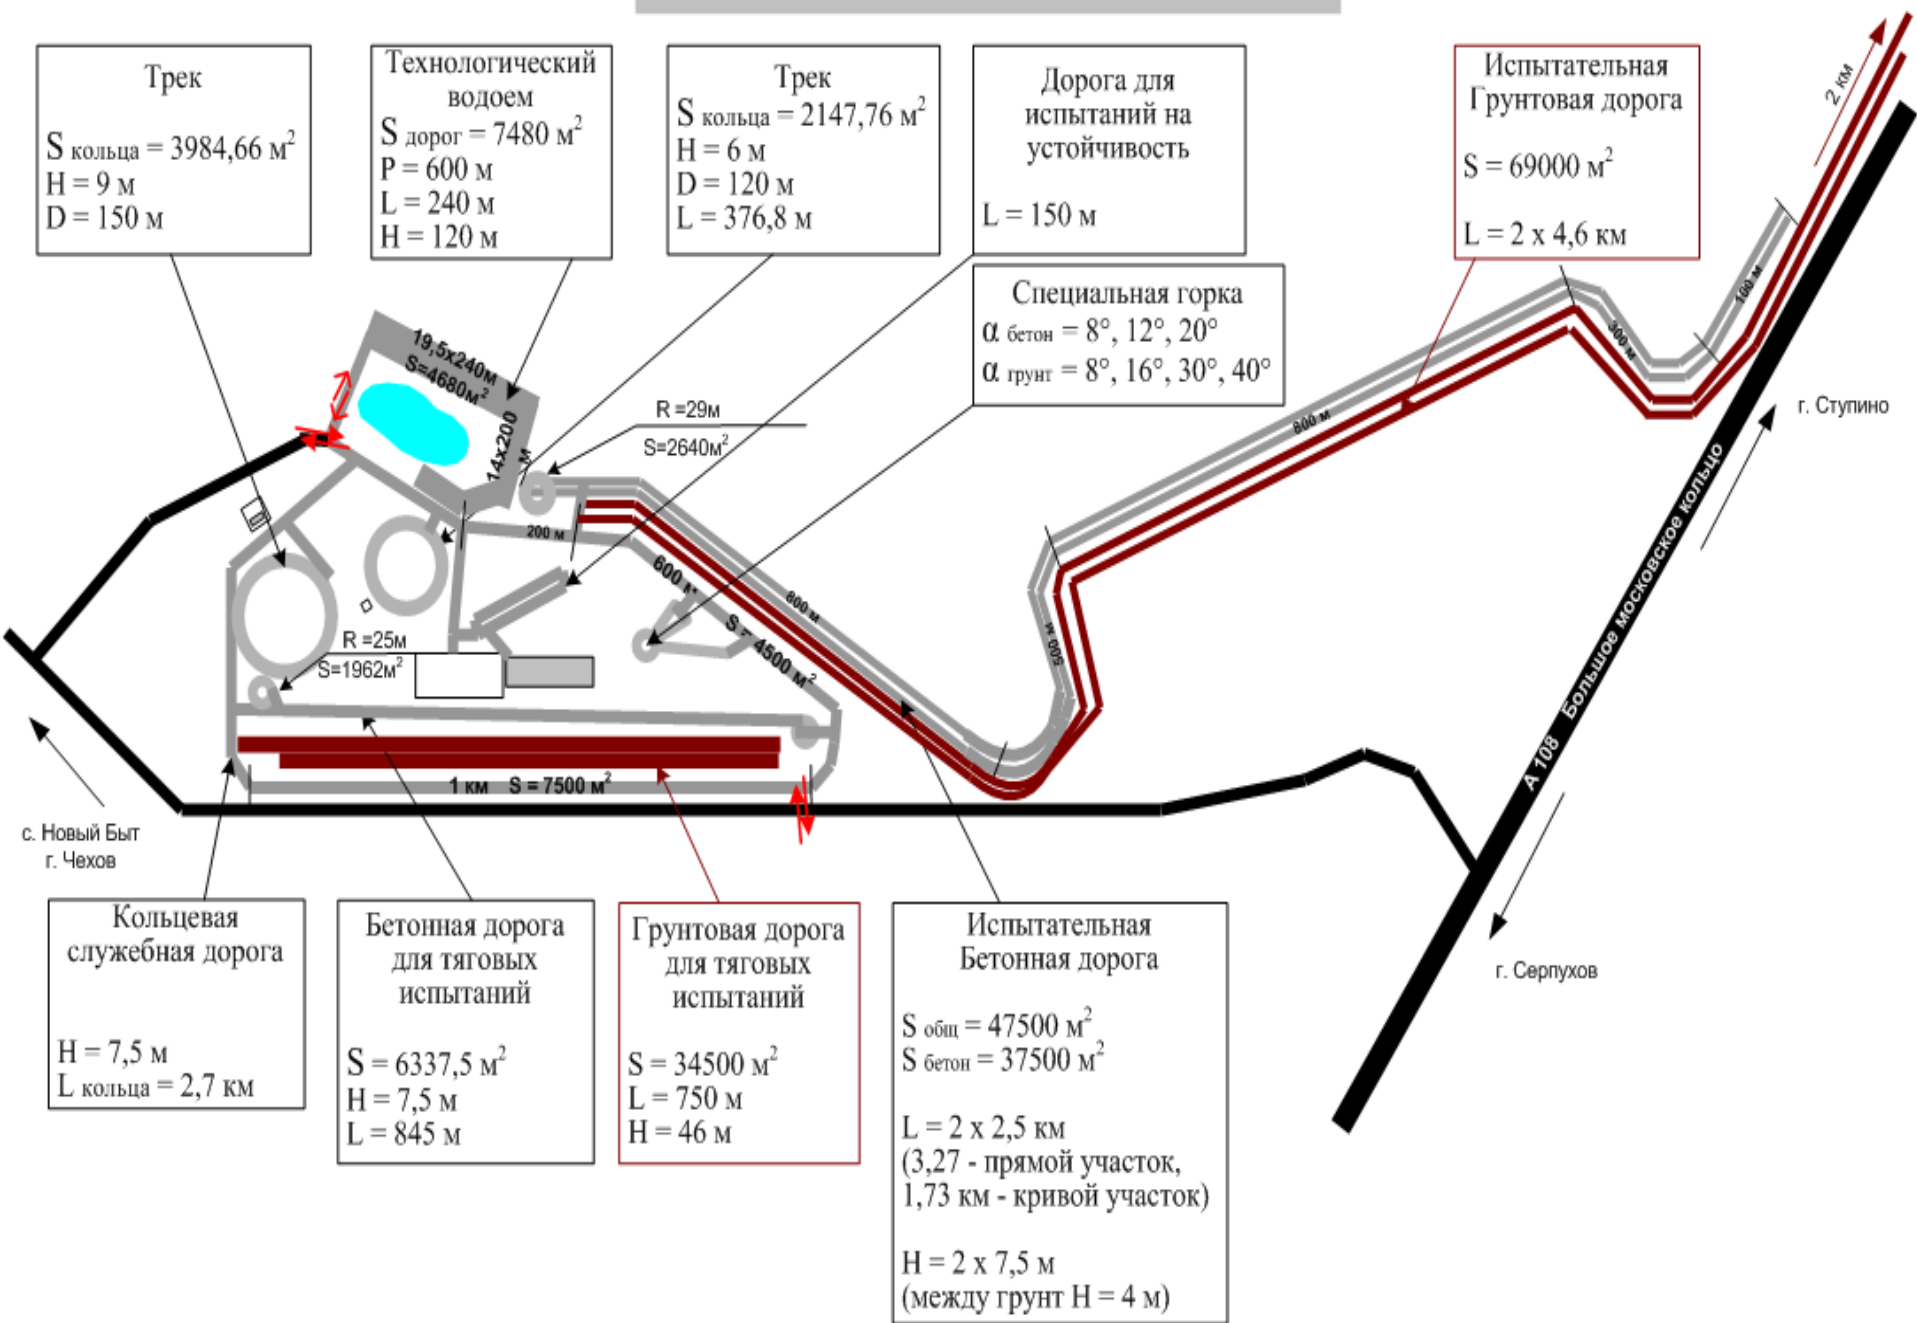 Трек
S кольца = 3984,66 м²
H = 9 м
D = 150 м
Технологический
водоем
S дорог = 7480 м²
P = 600 м
L = 240 м
H = 120 м
Трек
S кольца = 2147,76 м²
H = 6 м
D = 120 м
L = 376,8 м
Дорога для
испытаний на
устойчивость
L = 150 м
Специальная горка
α бетон = 8°, 12°, 20°
α грунт = 8°, 16°, 30°, 40°
Испытательная
Грунтовая дорога
S = 69000 м²
L = 2 x 4,6 км
2 км
100 м
300 м
800 м
г. Ступино
19,5x240м
S=4680м²
14x200
м
R =29м
S=2640м²
200 м
600 м
S = 4500 м²
800 м
500 м
R =25м
S=1962м²
1 км S = 7500 м²
А 108 Большое московское кольцо
с. Новый Быт
г. Чехов
г. Серпухов
Кольцевая
служебная дорога
H = 7,5 м
L кольца = 2,7 км
Бетонная дорога
для тяговых
испытаний
S = 6337,5 м²
H = 7,5 м
L = 845 м
Грунтовая дорога
для тяговых
испытаний
S = 34500 м²
L = 750 м
H = 46 м
Испытательная
Бетонная дорога
S общ = 47500 м²
S бетон = 37500 м²
L = 2 x 2,5 км
(3,27 - прямой участок,
1,73 км - кривой участок)
H = 2 x 7,5 м
(между грунт H = 4 м)